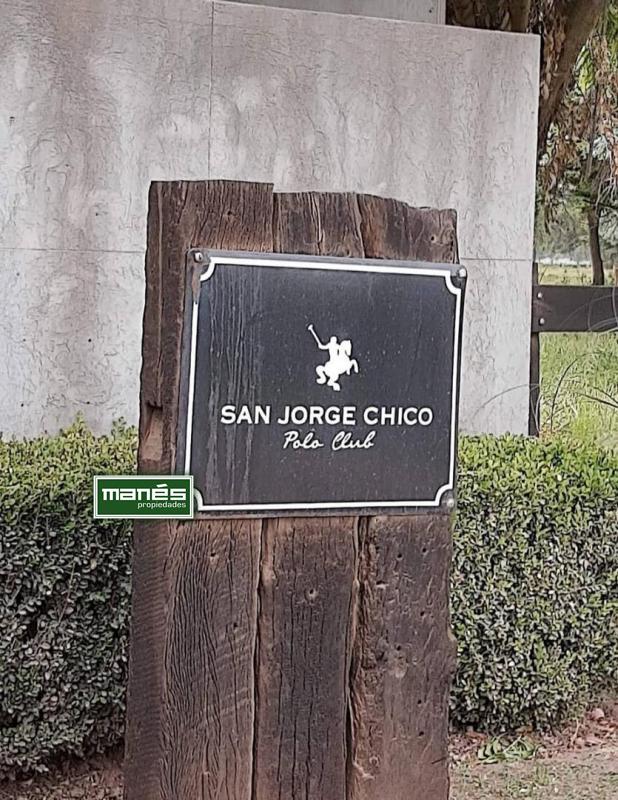 SAN JORGE CHICO
Polo Club
manés
propiedades